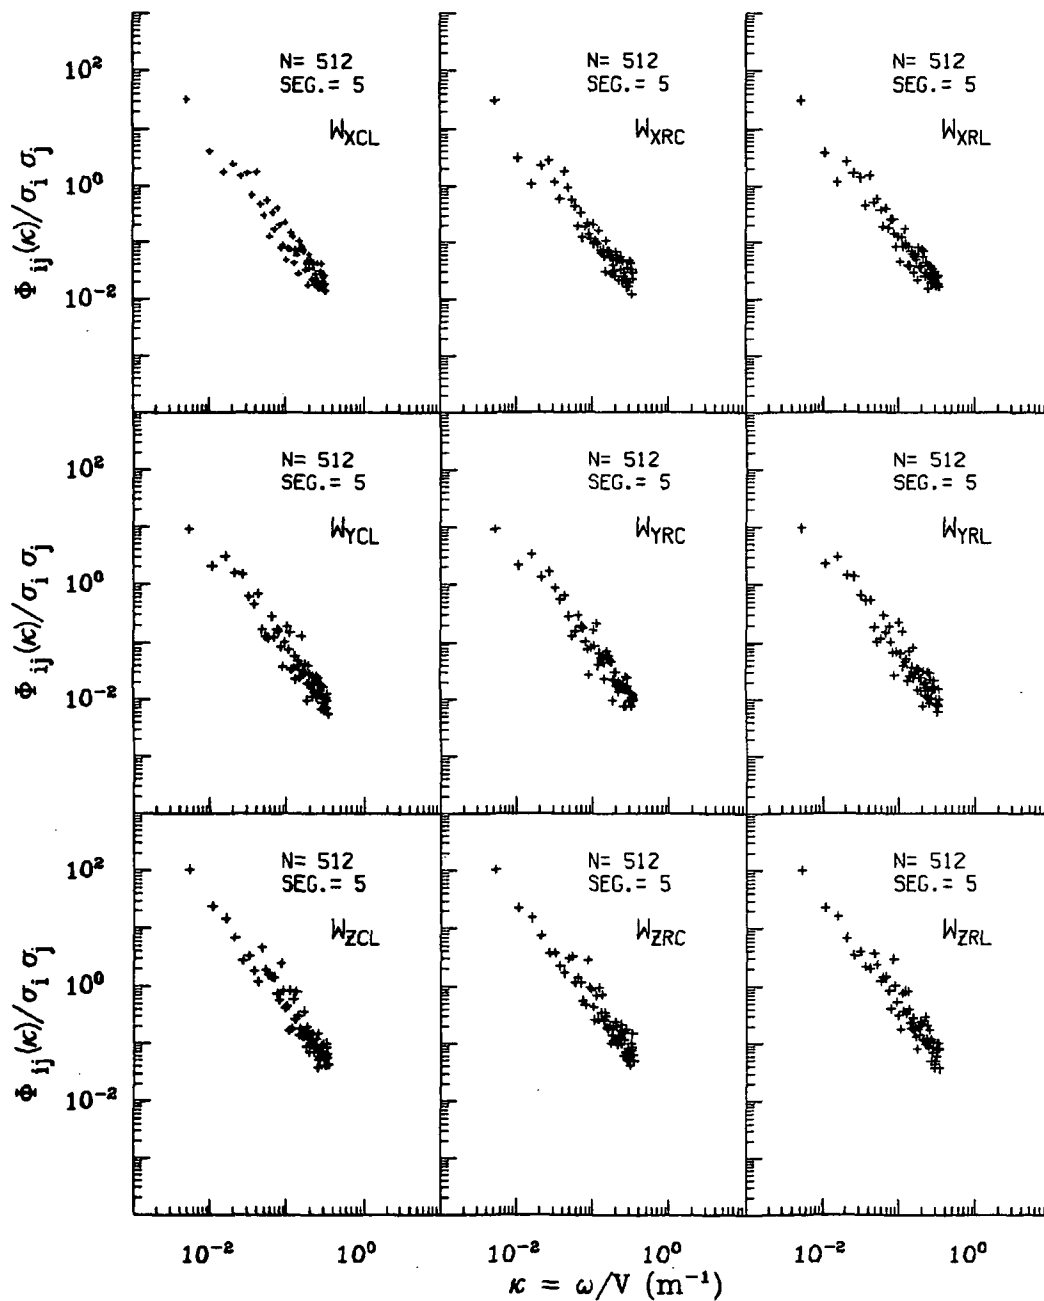 N= 512
SEG.= 5
W_XCL
N= 512
SEG.= 5
W_XRC
N= 512
SEG.= 5
W_XRL
10²
10⁰
10⁻²
Φ_ij(κ)/σ_i σ_j
N= 512
SEG.= 5
W_YCL
N= 512
SEG.= 5
W_YRC
N= 512
SEG.= 5
W_YRL
10²
10⁰
10⁻²
Φ_ij(κ)/σ_i σ_j
N= 512
SEG.= 5
W_ZCL
N= 512
SEG.= 5
W_ZRC
N= 512
SEG.= 5
W_ZRL
10²
10⁰
10⁻²
Φ_ij(κ)/σ_i σ_j
10⁻² 10⁰ 10⁻² 10⁰ 10⁻² 10⁰
κ = ω/V (m⁻¹)